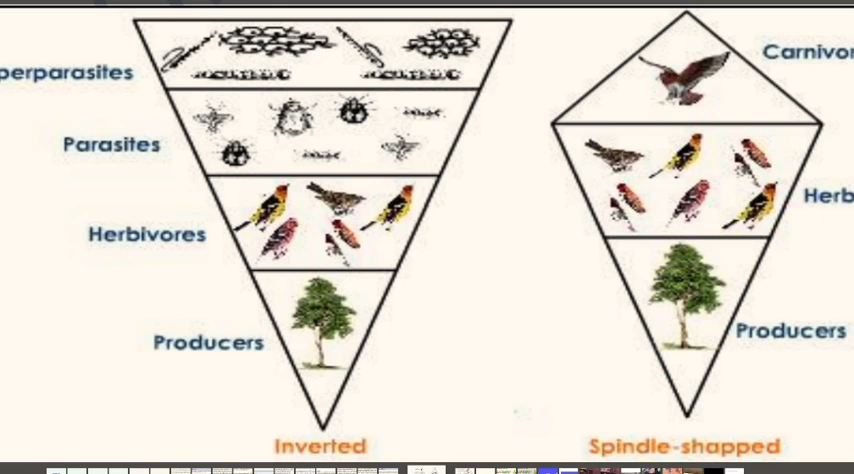 perparasites
Parasites
Herbivores
Producers
Inverted
Carnivor
Herb
Producers
Spindle-shapped